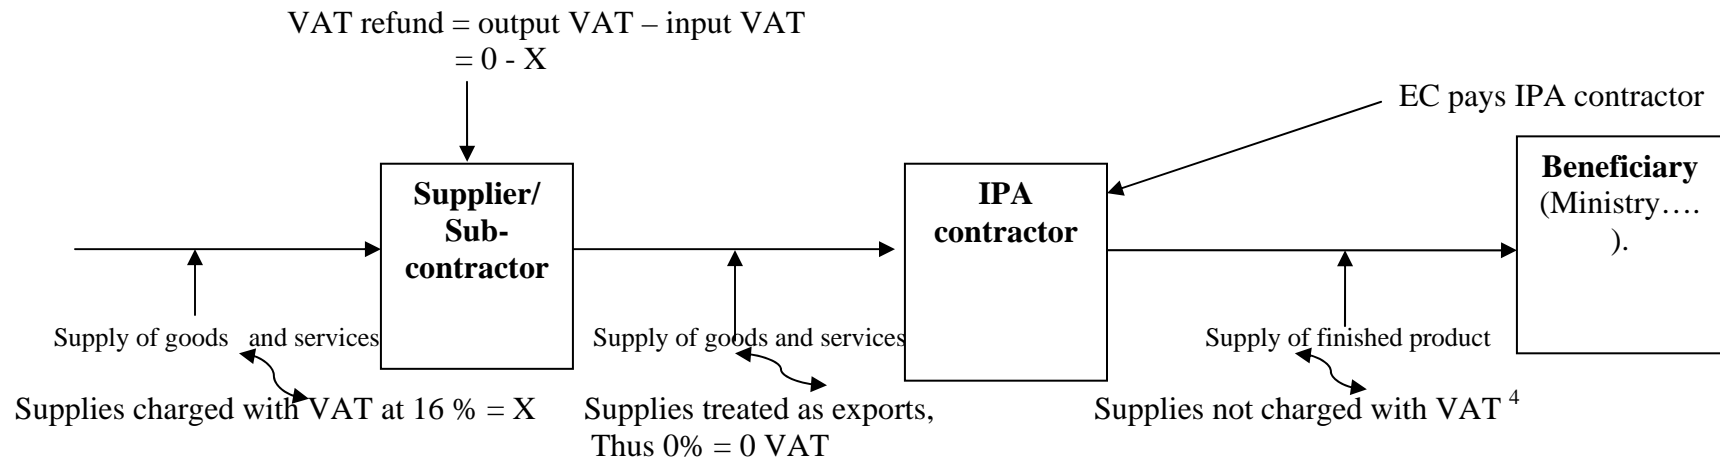 VAT refund = output VAT – input VAT
= 0 - X
EC pays IPA contractor
Supplier/
Sub-
contractor
IPA
contractor
Beneficiary
(Ministry….
).
Supply of goods and services
Supply of goods and services
Supply of finished product
Supplies charged with VAT at 16 % = X
Supplies treated as exports,
Thus 0% = 0 VAT
Supplies not charged with VAT 4